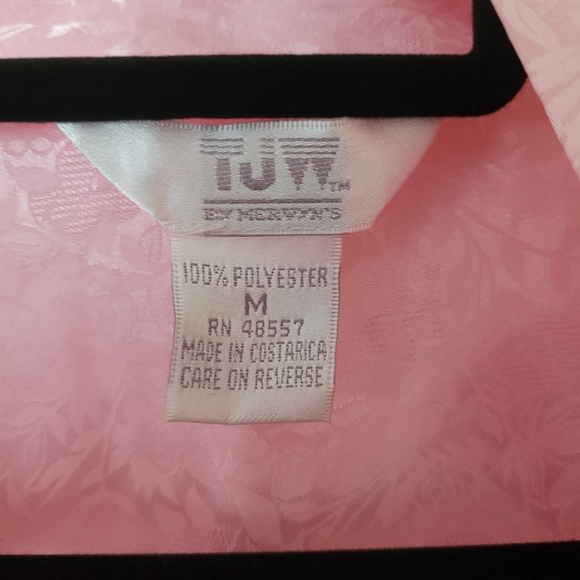 TJW™
BY MERVYN'S
100% POLYESTER
M
RN 48557
MADE IN COSTARICA
CARE ON REVERSE